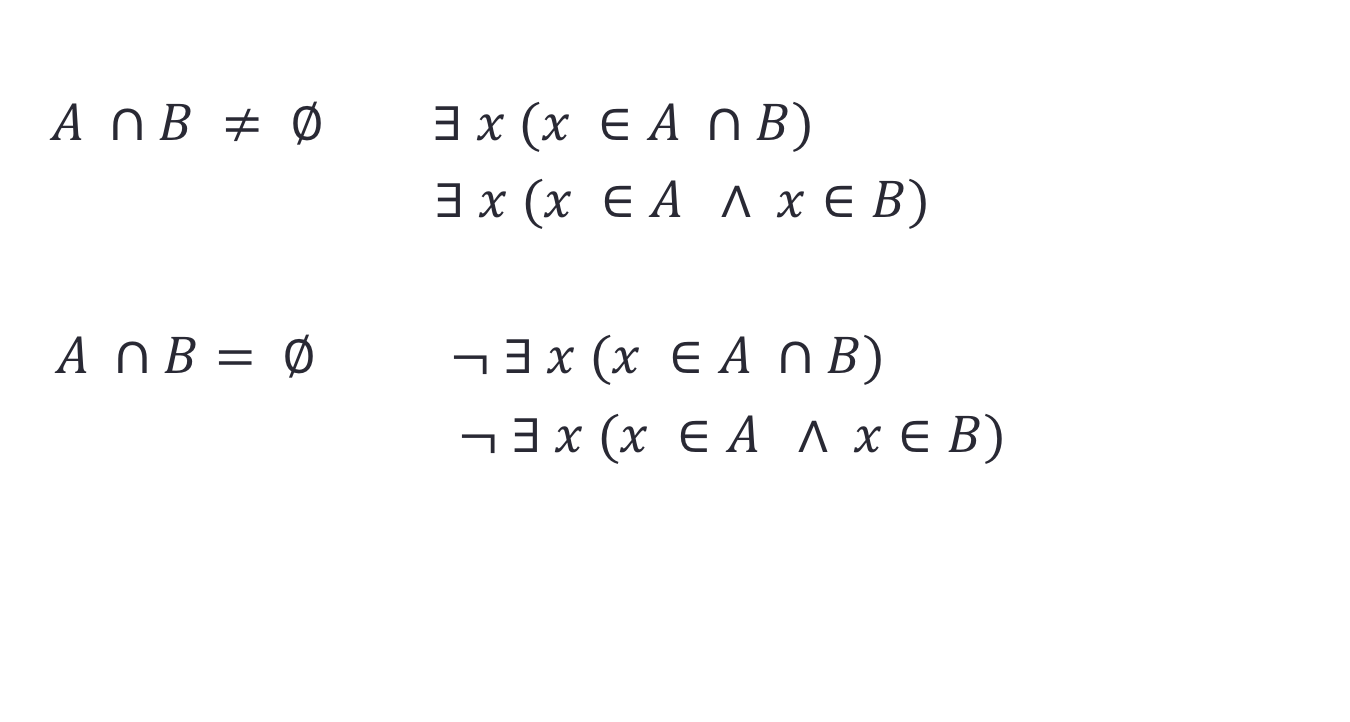 A ∩ B ≠ ∅ ∃ x (x ∈ A ∩ B)
∃ x (x ∈ A ∧ x ∈ B)
A ∩ B = ∅ ¬ ∃ x (x ∈ A ∩ B)
¬ ∃ x (x ∈ A ∧ x ∈ B)